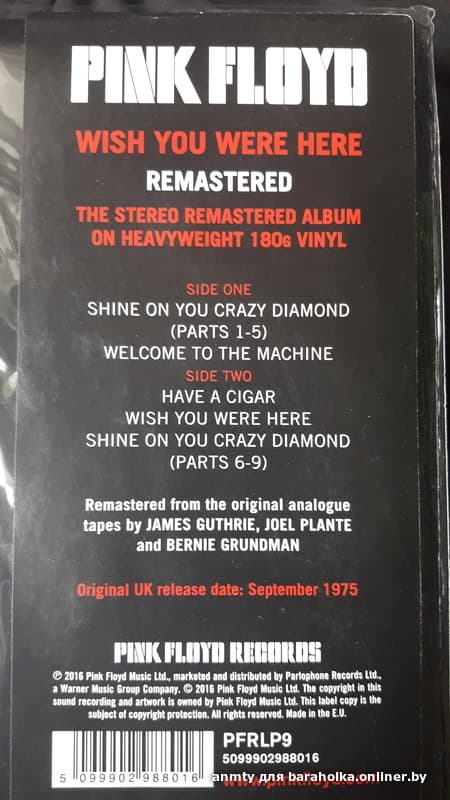 PINK FLOYD
WISH YOU WERE HERE
REMASTERED
THE STEREO REMASTERED ALBUM
ON HEAVYWEIGHT 180G VINYL
SIDE ONE
SHINE ON YOU CRAZY DIAMOND
(PARTS 1-5)
WELCOME TO THE MACHINE
SIDE TWO
HAVE A CIGAR
WISH YOU WERE HERE
SHINE ON YOU CRAZY DIAMOND
(PARTS 6-9)
Remastered from the original analogue
tapes by JAMES GUTHRIE, JOEL PLANTE
and BERNIE GRUNDMAN
Original UK release date: September 1975
PINK FLOYD RECORDS
℗ 2016 Pink Floyd Music Ltd., marketed and distributed by Parlophone Records Ltd.,
a Warner Music Group Company. © 2016 Pink Floyd Music Ltd. The copyright in this
sound recording and artwork is owned by Pink Floyd Music Ltd. This label copy is the
subject of copyright protection. All rights reserved. Made in the E.U.
PFRLP9
5099902988016
5 099902 988016
www.pinkfloyd.com
anmty для baraholka.onliner.by